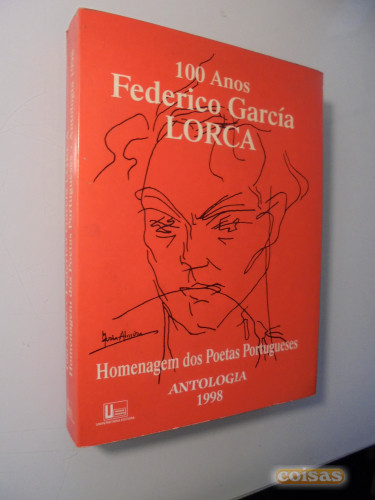 100 Anos
Federico García
LORCA
Homenagem dos Poetas Portugueses
ANTOLOGIA
1998
coisas